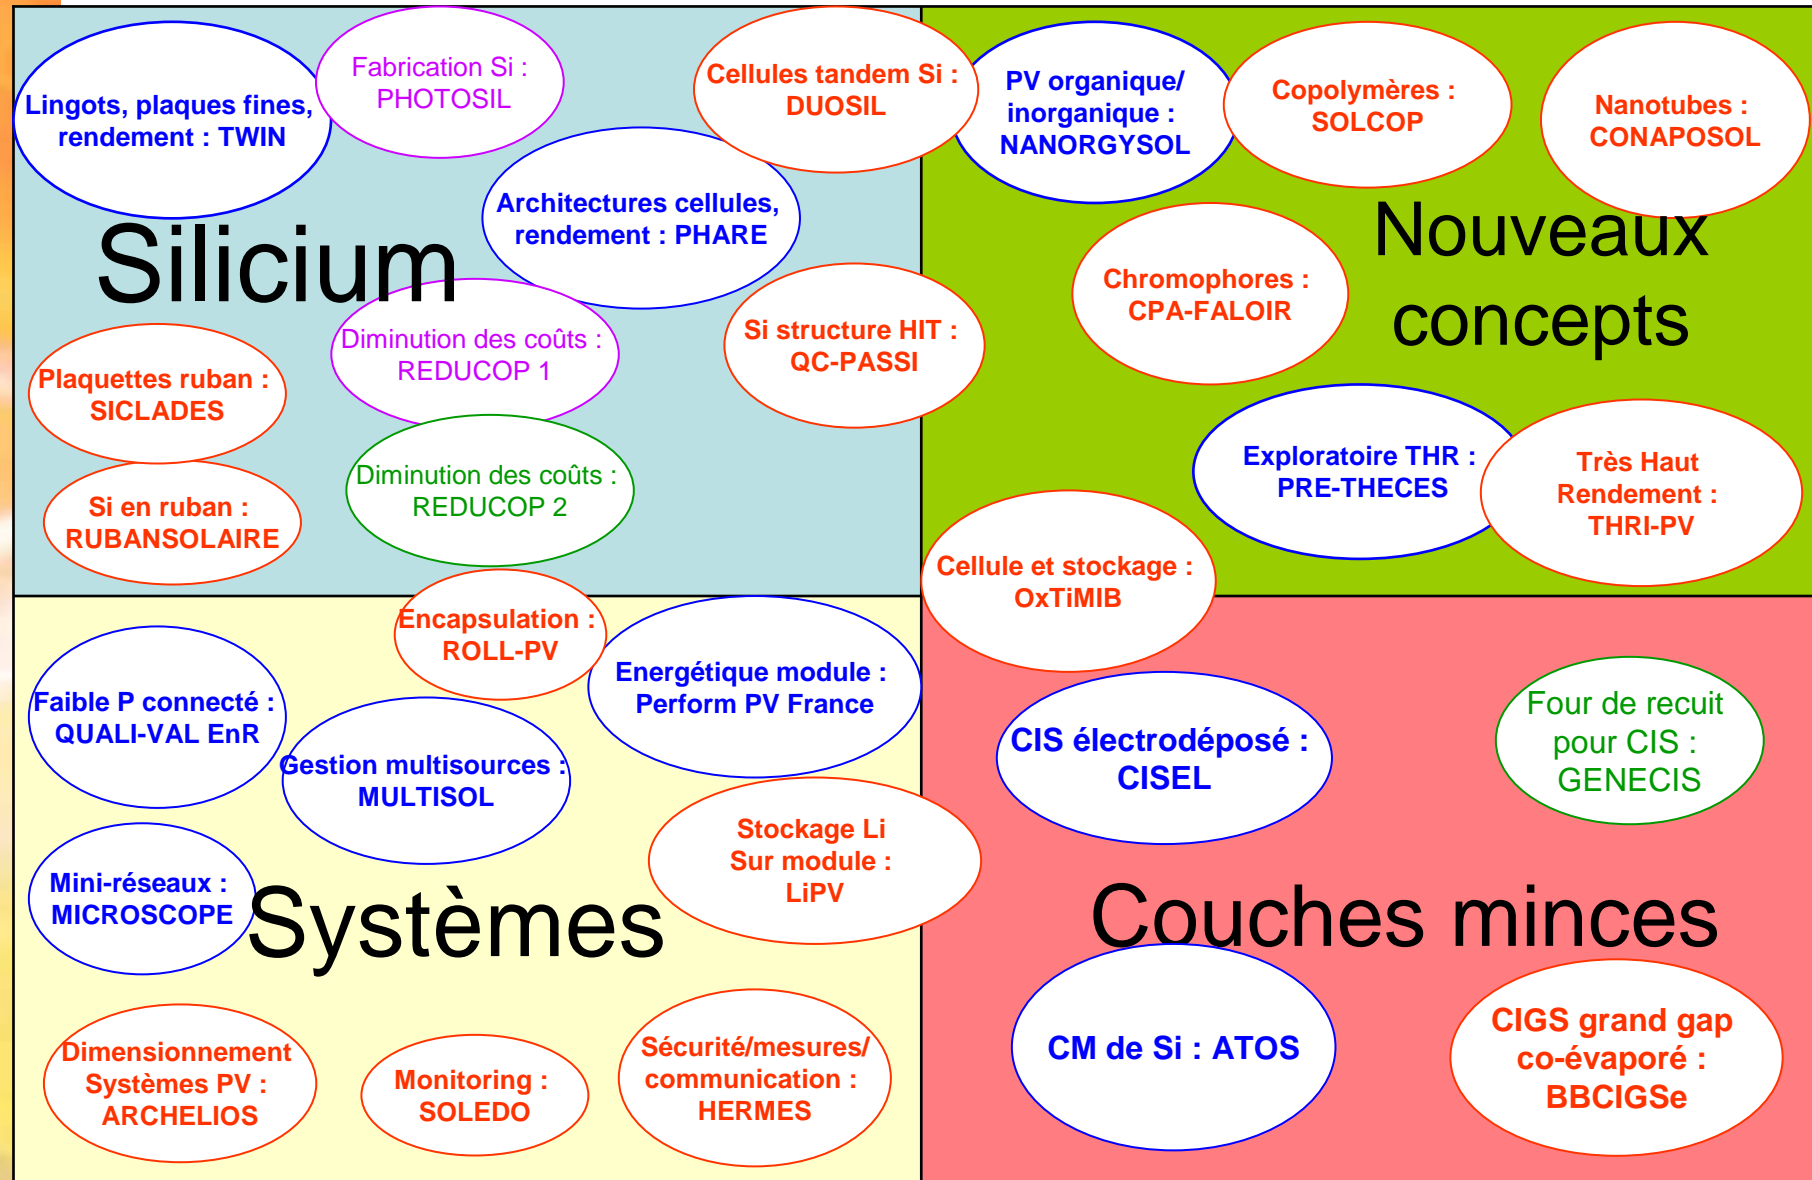 Lingots, plaques fines,
rendement : TWIN
Fabrication Si :
PHOTOSIL
Cellules tandem Si :
DUOSIL
Architectures cellules,
rendement : PHARE
Silicium
Diminution des coûts :
REDUCOP 1
Si structure HIT :
QC-PASSI
Plaquettes ruban :
SICLADES
Diminution des coûts :
REDUCOP 2
Si en ruban :
RUBANSOLAIRE
PV organique/
inorganique :
NANORGYSOL
Copolymères :
SOLCOP
Nanotubes :
CONAPOSOL
Nouveaux
concepts
Chromophores :
CPA-FALOIR
Exploratoire THR :
PRE-THECES
Très Haut
Rendement :
THRI-PV
Cellule et stockage :
OxTiMIB
Encapsulation :
ROLL-PV
Energétique module :
Perform PV France
Faible P connecté :
QUALI-VAL EnR
Gestion multisources :
MULTISOL
Stockage Li
Sur module :
LiPV
Mini-réseaux :
MICROSCOPE
Systèmes
Dimensionnement
Systèmes PV :
ARCHELIOS
Monitoring :
SOLEDO
Sécurité/mesures/
communication :
HERMES
CIS électrodéposé :
CISEL
Four de recuit
pour CIS :
GENECIS
Couches minces
CM de Si : ATOS
CIGS grand gap
co-évaporé :
BBCIGSe